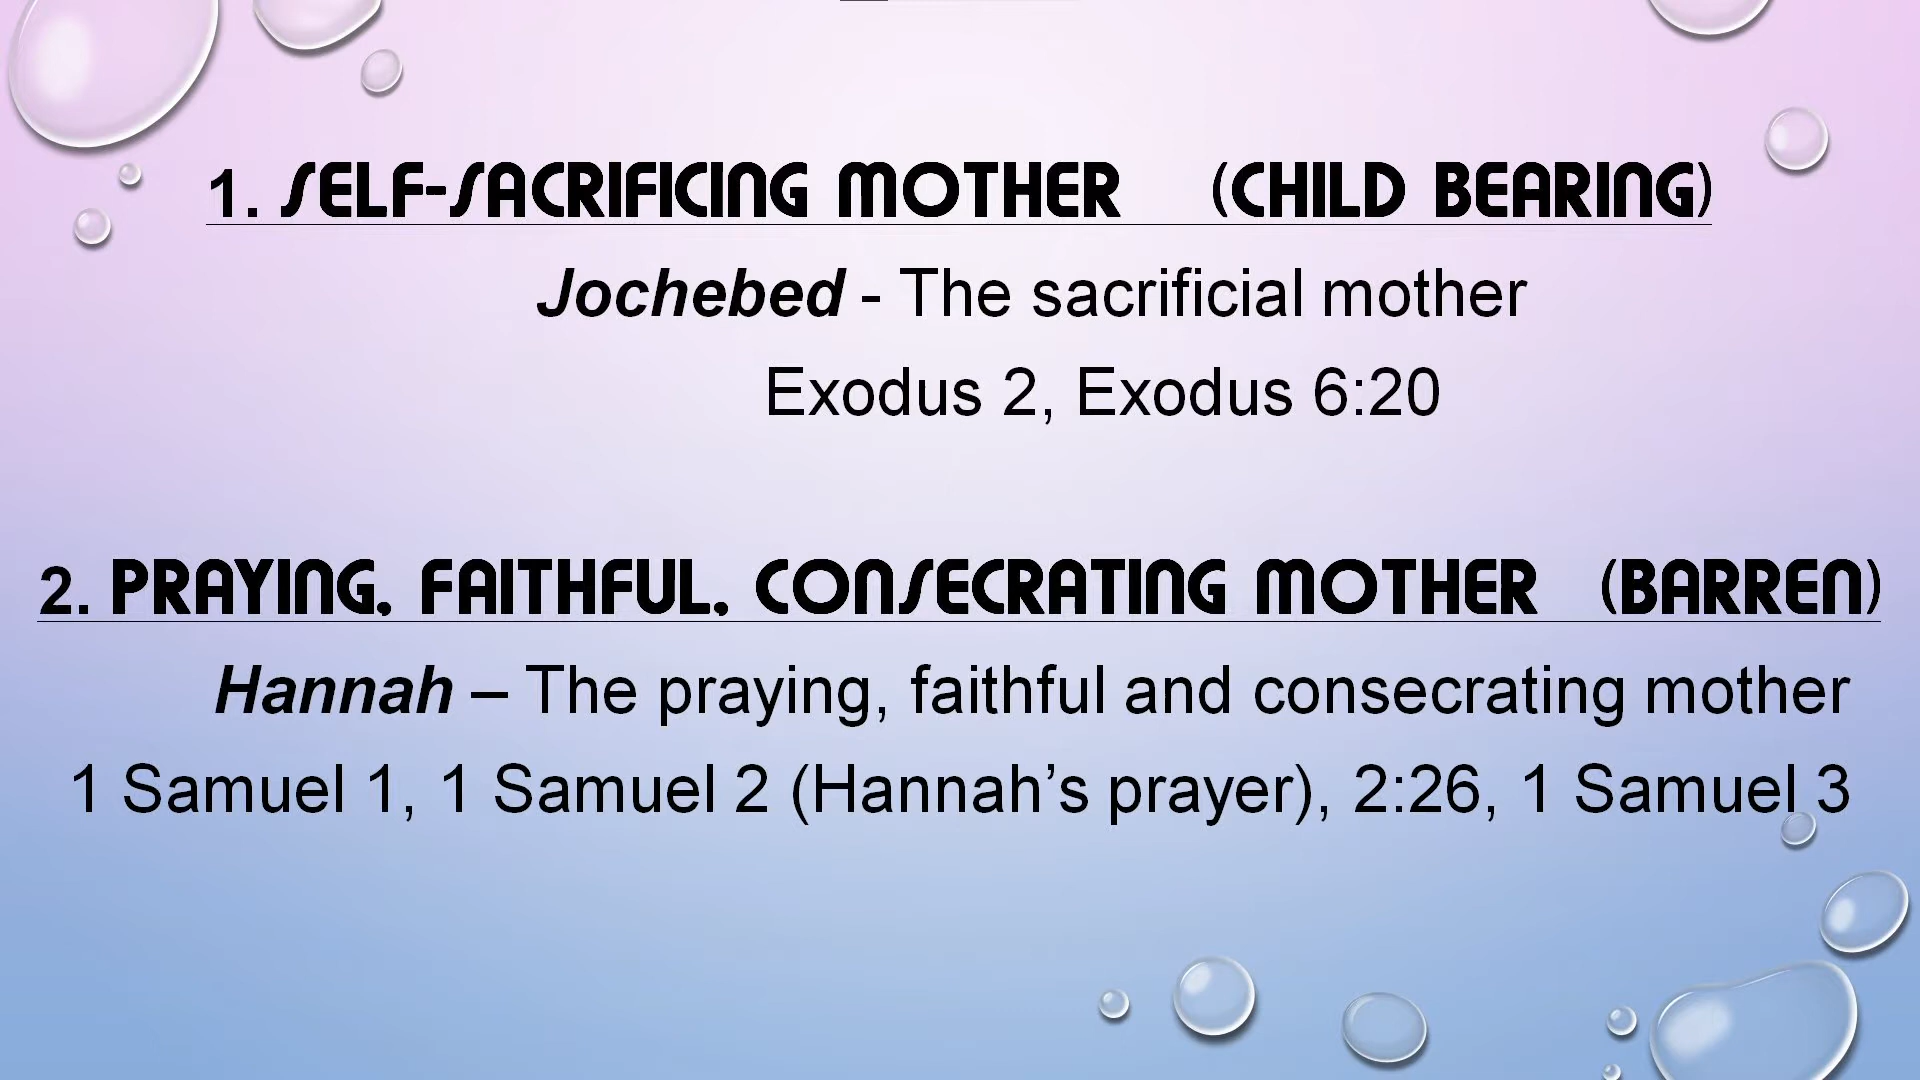 1. SELF-SACRIFICING MOTHER (CHILD BEARING)
Jochebed - The sacrificial mother
Exodus 2, Exodus 6:20
2. PRAYING, FAITHFUL, CONSECRATING MOTHER (BARREN)
Hannah – The praying, faithful and consecrating mother
1 Samuel 1, 1 Samuel 2 (Hannah’s prayer), 2:26, 1 Samuel 3